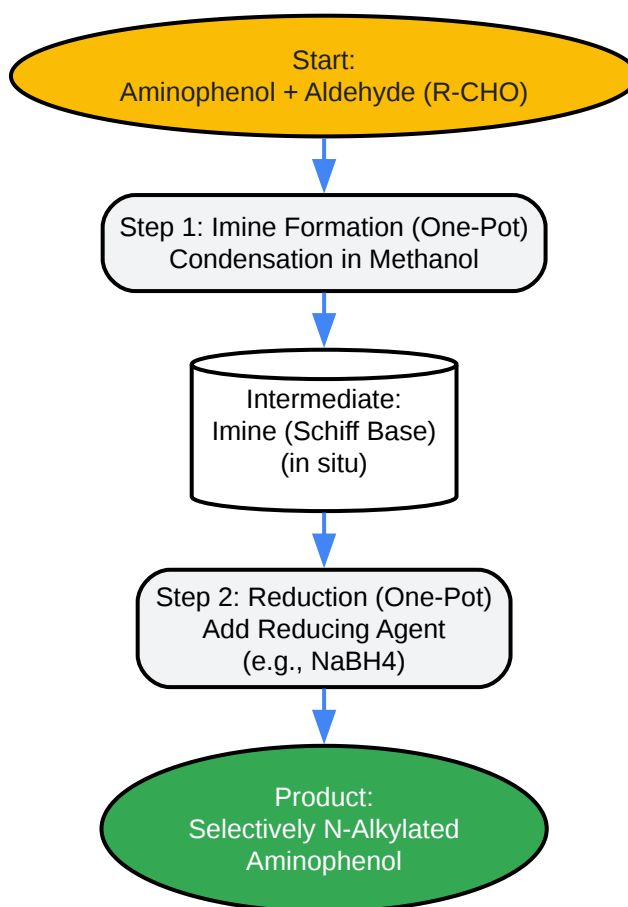 Start:
Aminophenol + Aldehyde (R-CHO)
Step 1: Imine Formation (One-Pot)
Condensation in Methanol
Intermediate:
Imine (Schiff Base)
(in situ)
Step 2: Reduction (One-Pot)
Add Reducing Agent
(e.g., NaBH4)
Product:
Selectively N-Alkylated
Aminophenol